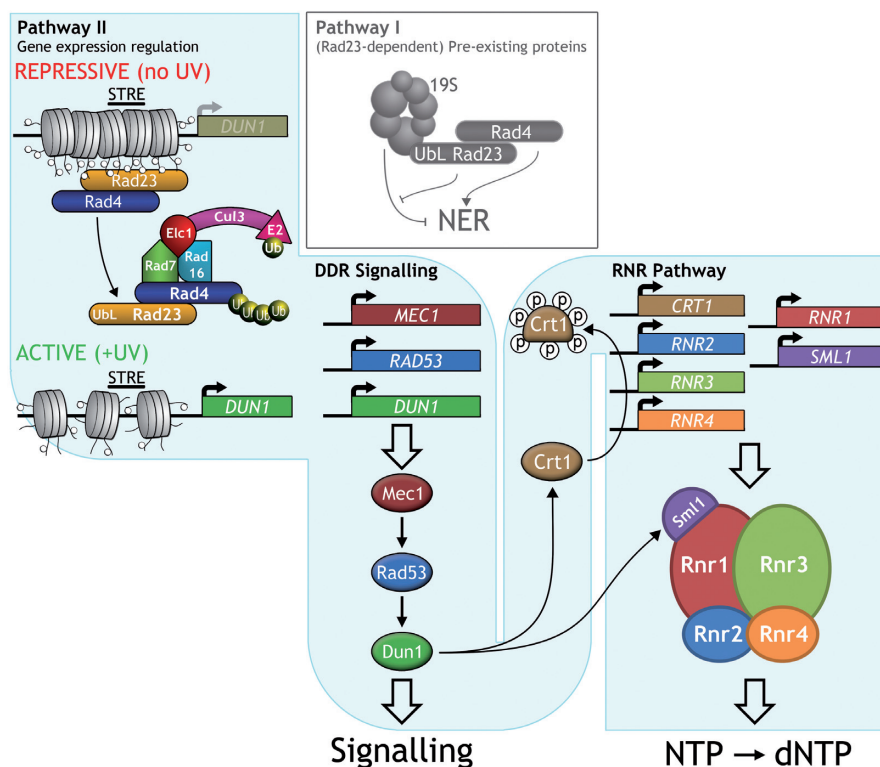 Pathway II
Gene expression regulation
REPRESSIVE (no UV)
STRE
DUN1
Rad23
Rad4
Cul3
Elc1
E2
Ub
Rad7
Rad
16
Rad4
UbL Rad23
Ub
ACTIVE (+UV)
STRE
DUN1
Pathway I
(Rad23-dependent) Pre-existing proteins
19S
Rad4
UbL Rad23
NER
DDR Signalling
MEC1
RAD53
DUN1
Mec1
Rad53
Dun1
Signalling
RNR Pathway
p
p
p
Crt1
p
p
p
p
CRT1
RNR1
RNR2
SML1
RNR3
RNR4
Crt1
Sml1
Rnr1
Rnr3
Rnr2
Rnr4
NTP → dNTP